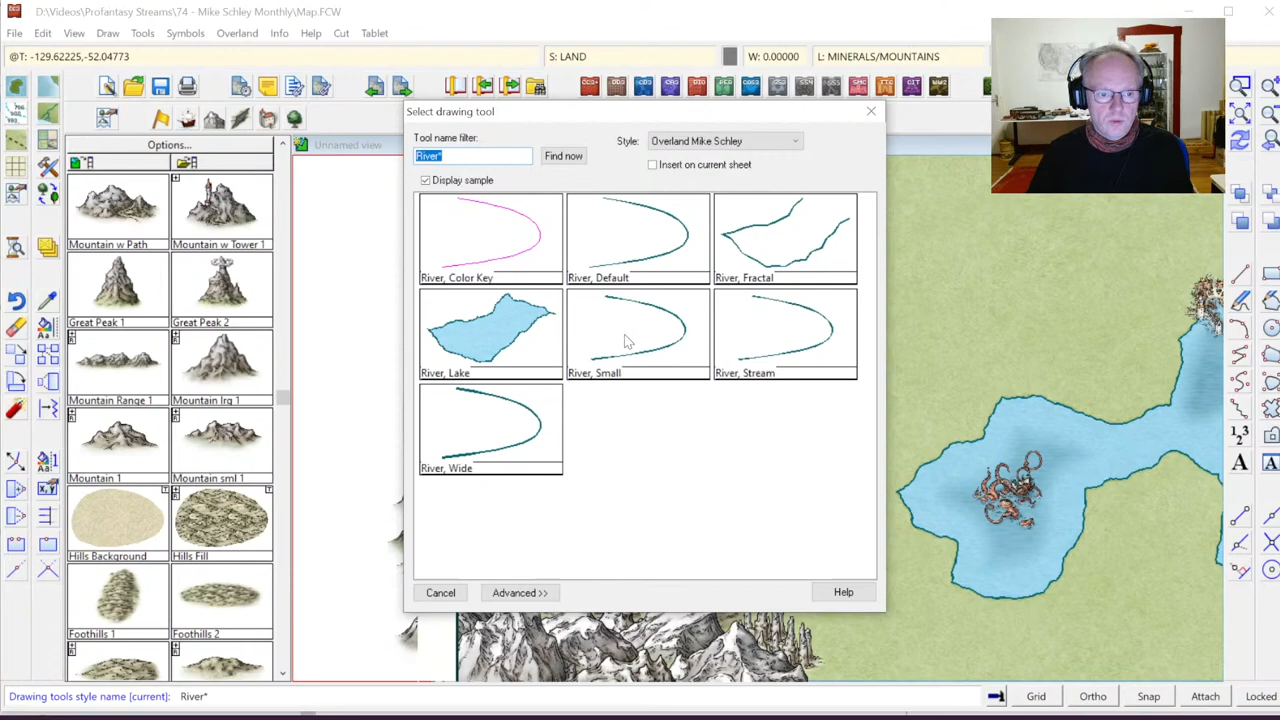 D:\Videos\Profantasy Streams\74 - Mike Schley Monthly\Map.FCW
File Edit View Draw Tools Symbols Overland Info Help Cut Tablet
@T: -129.62225,-52.04773
S: LAND
W: 0.00000
L: MINERALS/MOUNTAINS
Options...
Unnamed view
Select drawing tool
Tool name filter:
River*
Find now
Style:
Overland Mike Schley
Insert on current sheet
Display sample
River, Color Key
River, Default
River, Fractal
River, Lake
River, Small
River, Stream
River, Wide
Cancel
Advanced >>
Help
Mountain w Path
Mountain w Tower 1
Great Peak 1
Great Peak 2
Mountain Range 1
Mountain lrg 1
Mountain 1
Mountain sml 1
Hills Background
Hills Fill
Foothills 1
Foothills 2
Drawing tools style name [current]: River*
Grid
Ortho
Snap
Attach
Locked